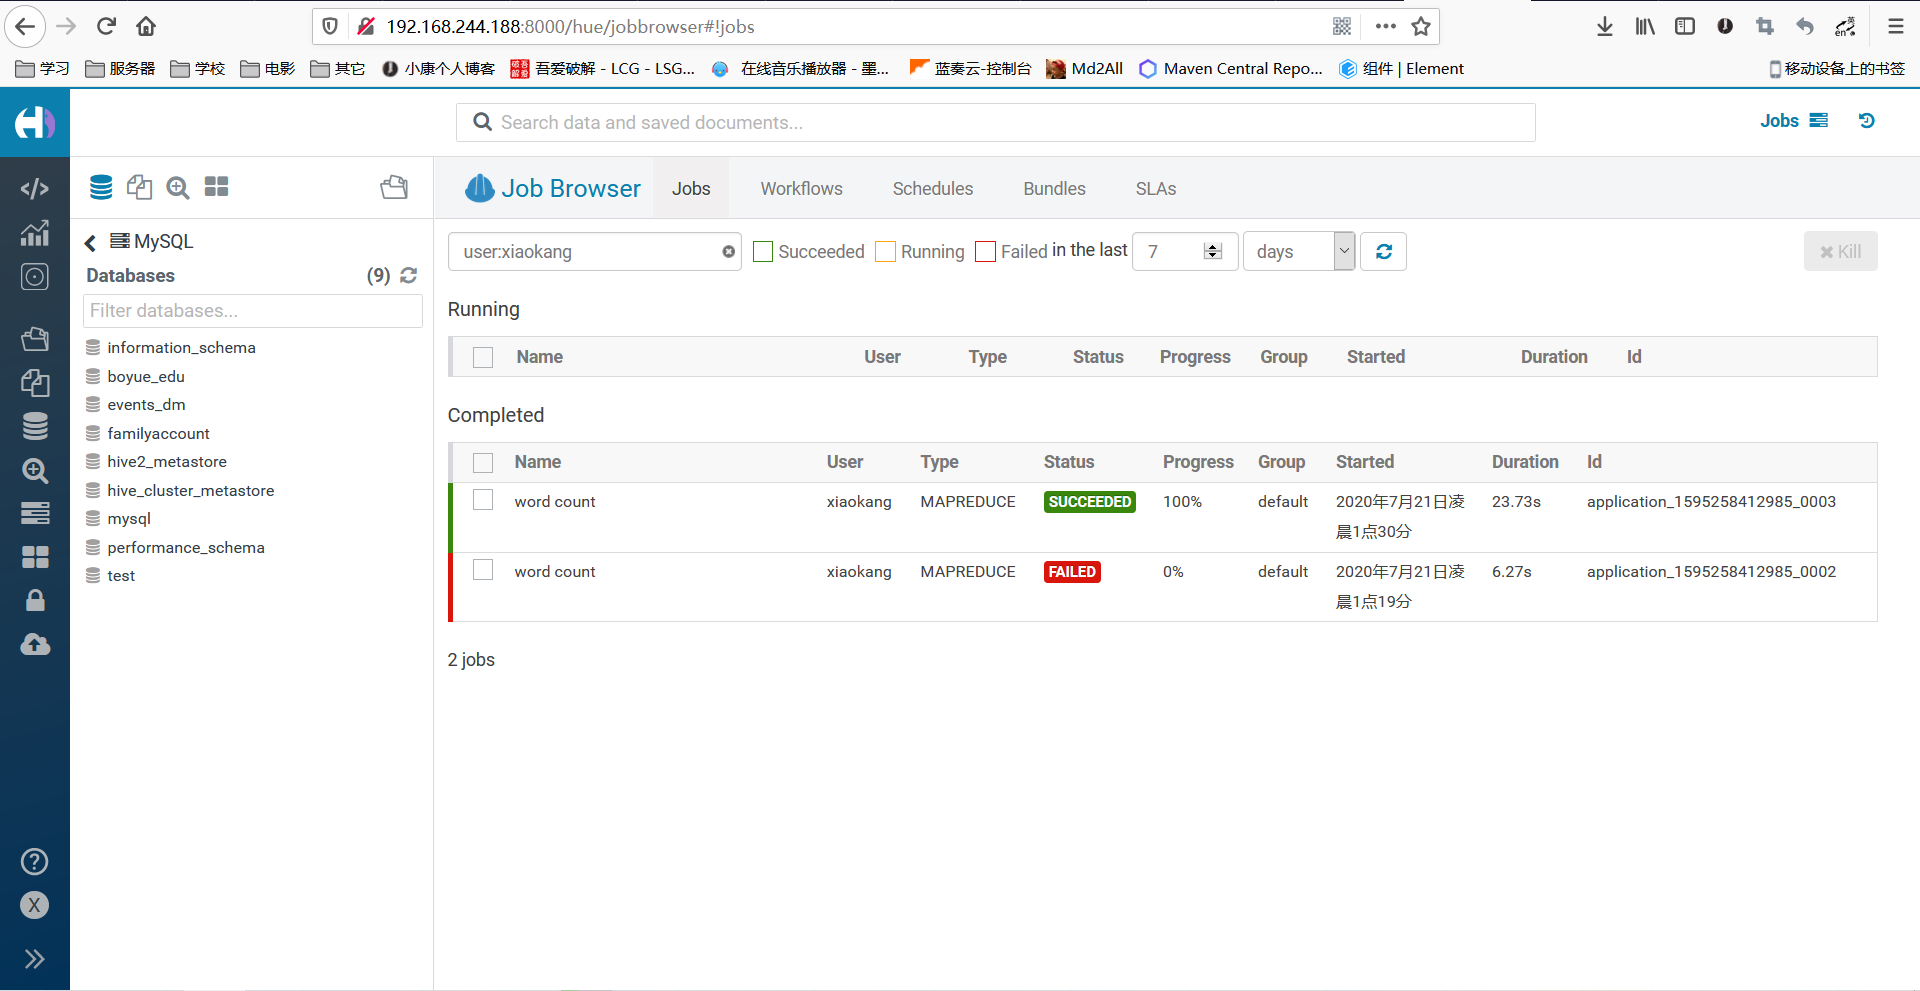 192.168.244.188:8000/hue/jobbrowser#!jobs
学习 服务器 学校 电影 其它 小康个人博客 吾爱破解 - LCG - LSG... 在线音乐播放器 - 墨... 蓝奏云-控制台 Md2All Maven Central Repo... 组件 | Element 移动设备上的书签
Search data and saved documents...
Jobs
Job Browser Jobs Workflows Schedules Bundles SLAs
MySQL
Databases (9)
Filter databases...
information_schema
boyue_edu
events_dm
familyaccount
hive2_metastore
hive_cluster_metastore
mysql
performance_schema
test
user:xiaokang Succeeded Running Failed in the last 7 days Kill
Running
Name User Type Status Progress Group Started Duration Id
Completed
Name User Type Status Progress Group Started Duration Id
word count xiaokang MAPREDUCE SUCCEEDED 100% default 2020年7月21日凌 23.73s application_1595258412985_0003
晨1点30分
word count xiaokang MAPREDUCE FAILED 0% default 2020年7月21日凌 6.27s application_1595258412985_0002
晨1点19分
2 jobs
X